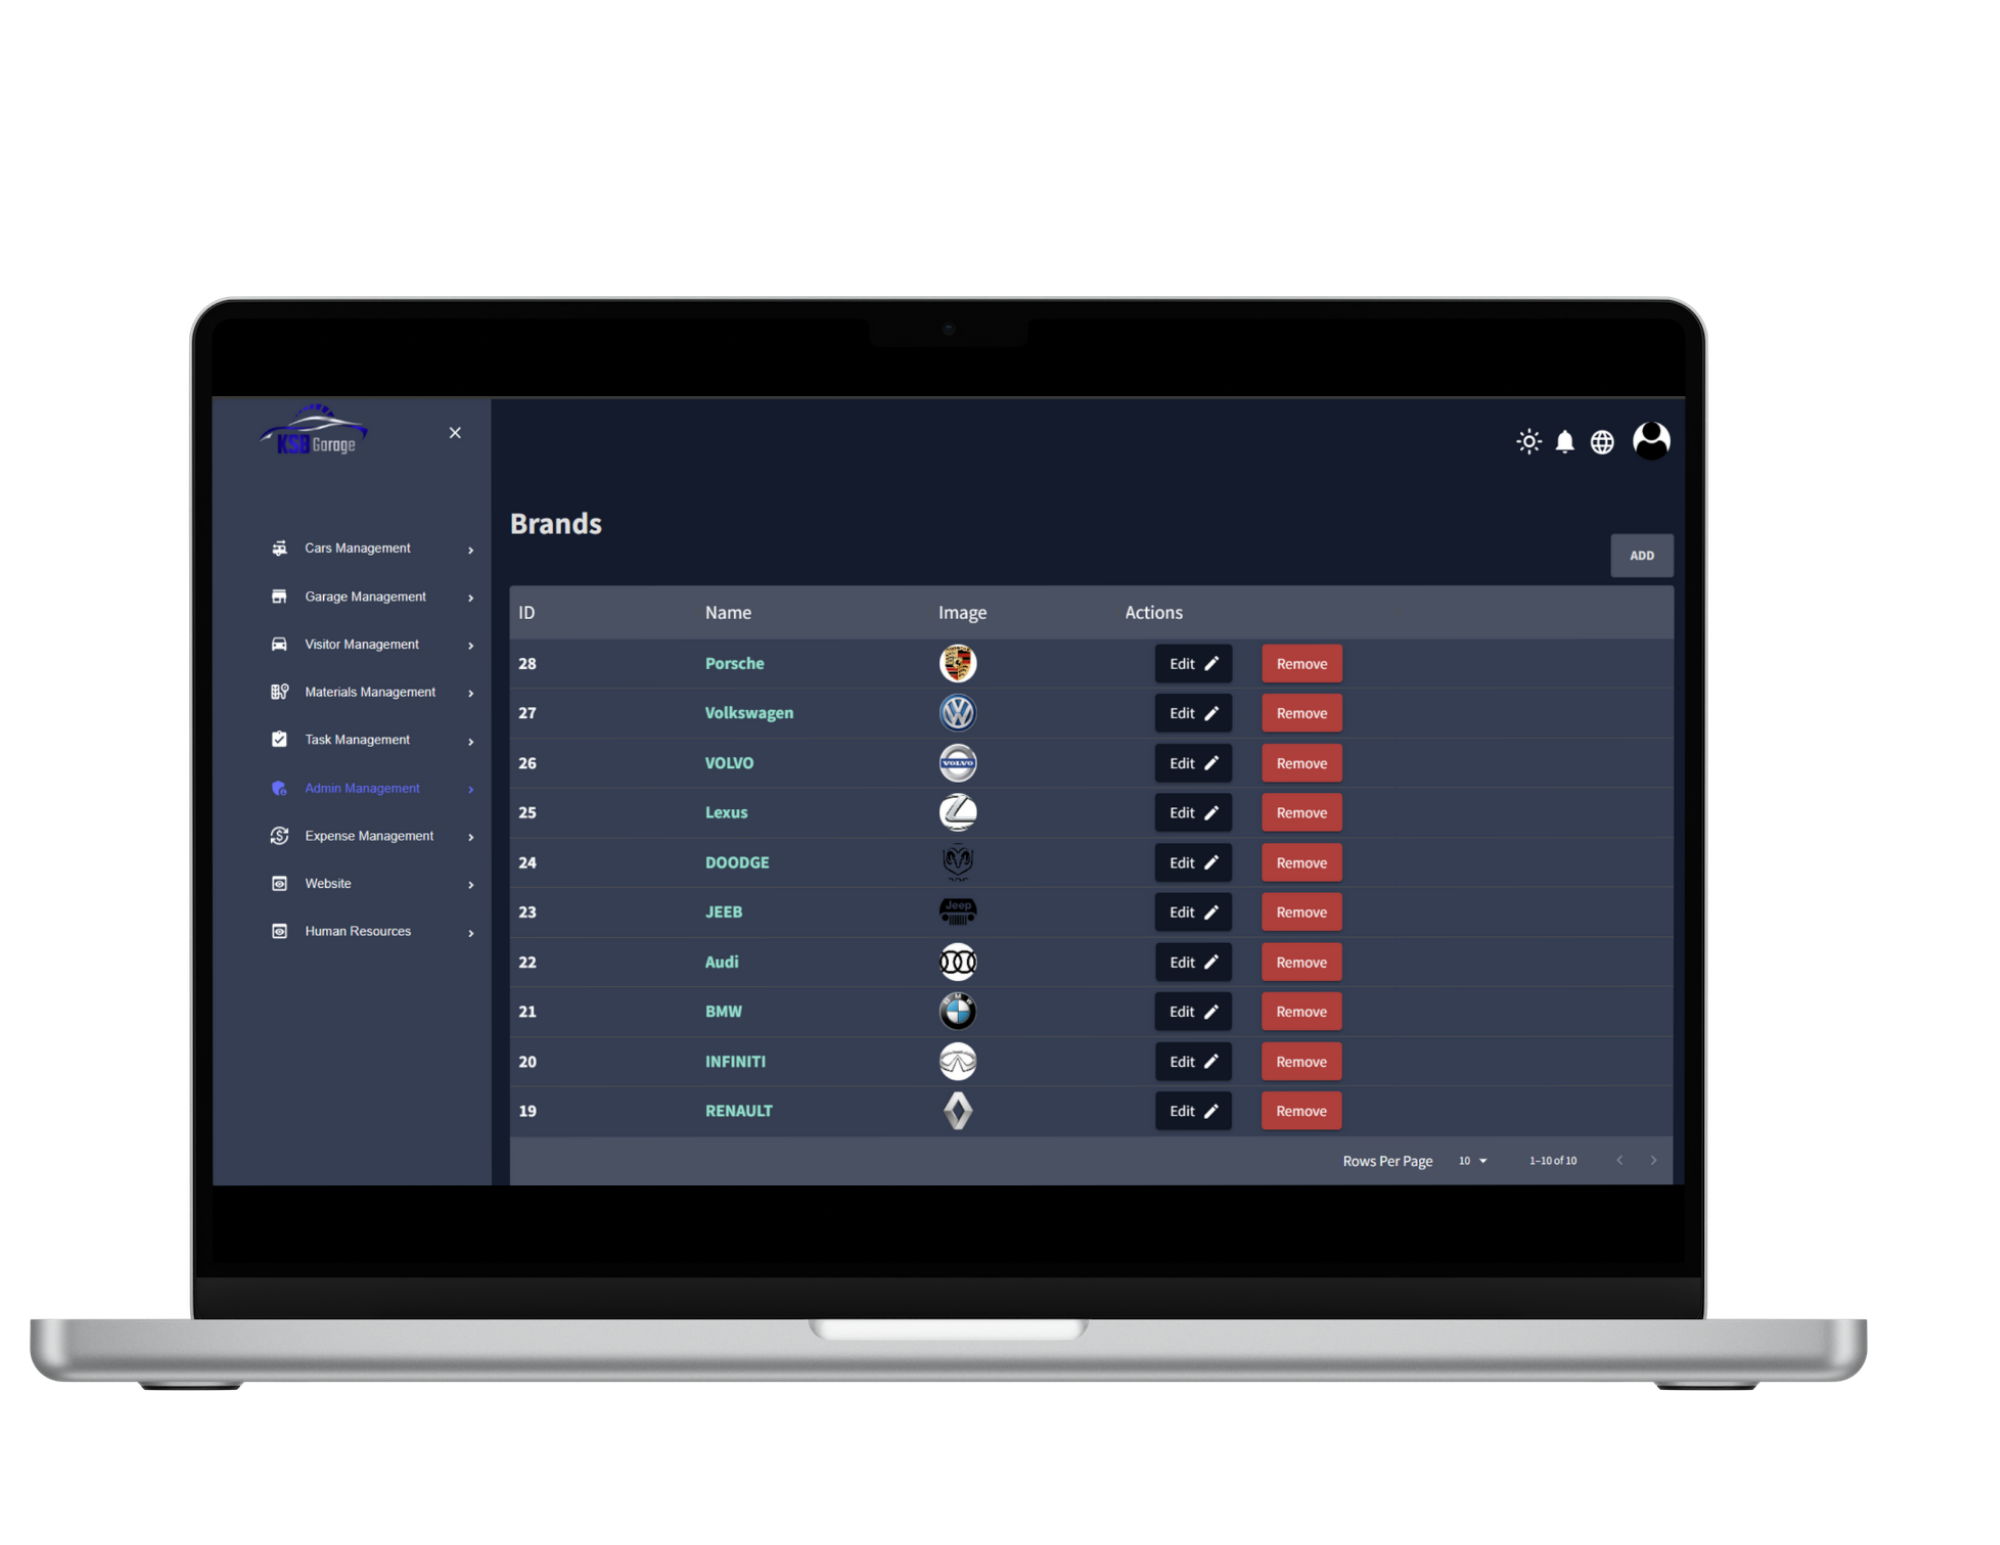 KSB Garage
Cars Management
Garage Management
Visitor Management
Materials Management
Task Management
Admin Management
Expense Management
Website
Human Resources
Brands
ADD
ID Name Image Actions
28 Porsche Edit Remove
27 Volkswagen Edit Remove
26 VOLVO VOLVO Edit Remove
25 Lexus Edit Remove
24 DOODGE Edit Remove
23 JEEB Jeep Edit Remove
22 Audi Edit Remove
21 BMW BMW Edit Remove
20 INFINITI Edit Remove
19 RENAULT Edit Remove
Rows Per Page 10 1–10 of 10